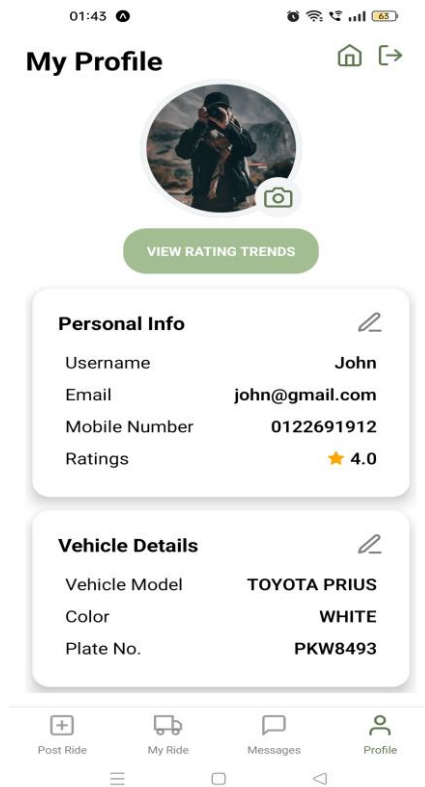 01:43 63
My Profile
VIEW RATING TRENDS
Personal Info
Username John
Email john@gmail.com
Mobile Number 0122691912
Ratings 4.0
Vehicle Details
Vehicle Model TOYOTA PRIUS
Color WHITE
Plate No. PKW8493
Post Ride My Ride Messages Profile